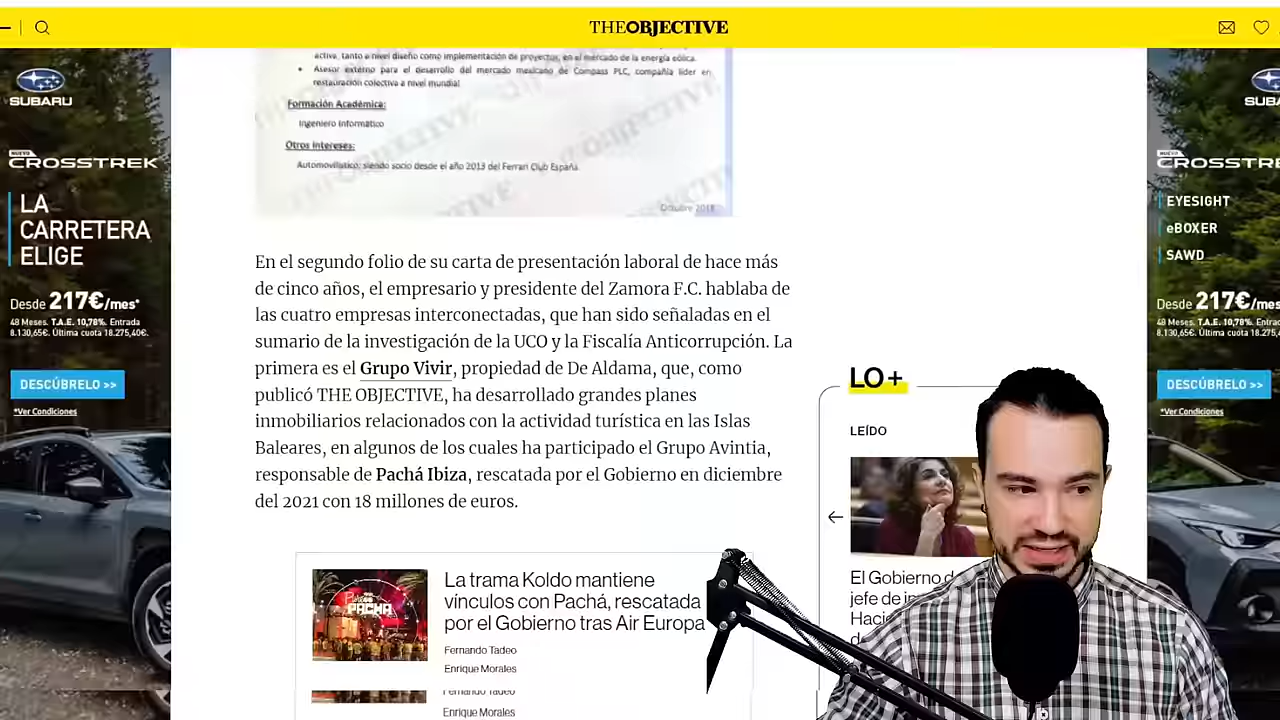 THEOBJECTIVE
activa, tanto a nivel diseño como implementación de proyectos, en el mercado de la energía eólica.
• Asesor externo para el desarrollo del mercado mexicano de Compass PLC, compañía líder en
restauración colectiva a nivel mundial
Formación Académica:
Ingeniero Informático
Otros Intereses:
Automovilístico: siendo socio desde el año 2013 del Ferrari Club España.
Octubre 2018
THE OBJECTIVE
En el segundo folio de su carta de presentación laboral de hace más
de cinco años, el empresario y presidente del Zamora F.C. hablaba de
las cuatro empresas interconectadas, que han sido señaladas en el
sumario de la investigación de la UCO y la Fiscalía Anticorrupción. La
primera es el Grupo Vivir, propiedad de De Aldama, que, como
publicó THE OBJECTIVE, ha desarrollado grandes planes
inmobiliarios relacionados con la actividad turística en las Islas
Baleares, en algunos de los cuales ha participado el Grupo Avintia,
responsable de Pachá Ibiza, rescatada por el Gobierno en diciembre
del 2021 con 18 millones de euros.
PACHA
La trama Koldo mantiene
vínculos con Pachá, rescatada
por el Gobierno tras Air Europa
Fernando Tadeo
Enrique Morales
Fernando Tadeo
Enrique Morales
LO+
LEÍDO
El Gobierno
jefe de
SUBARU
NUEVO
CROSSTREK
LA
CARRETERA
ELIGE
Desde 217€/mes*
48 Meses. T.A.E. 10,78%. Entrada
8.130,65€. Última cuota 18.275,40€.
DESCÚBRELO >>
*Ver Condiciones
SUBA
NUEVO
CROSSTREK
EYESIGHT
eBOXER
SAWD
Desde 217€/mes
48 Meses. T.A.E. 10,78%. Entra
8.130,65€. Última cuota 18.275,4
DESCÚBRELO >>
*Ver Condiciones